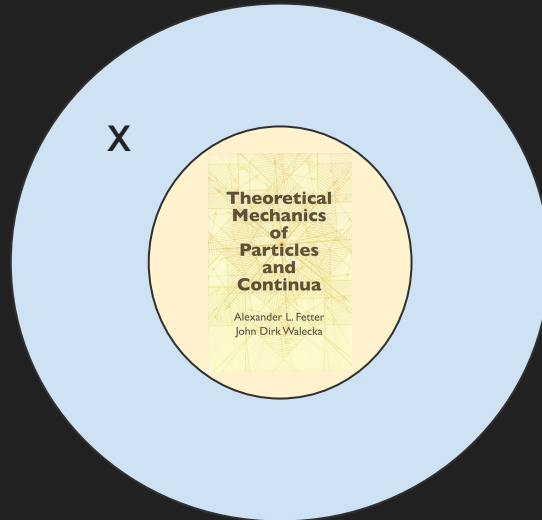 X
Theoretical
Mechanics
of
Particles
and
Continua
Alexander L. Fetter
John Dirk Walecka